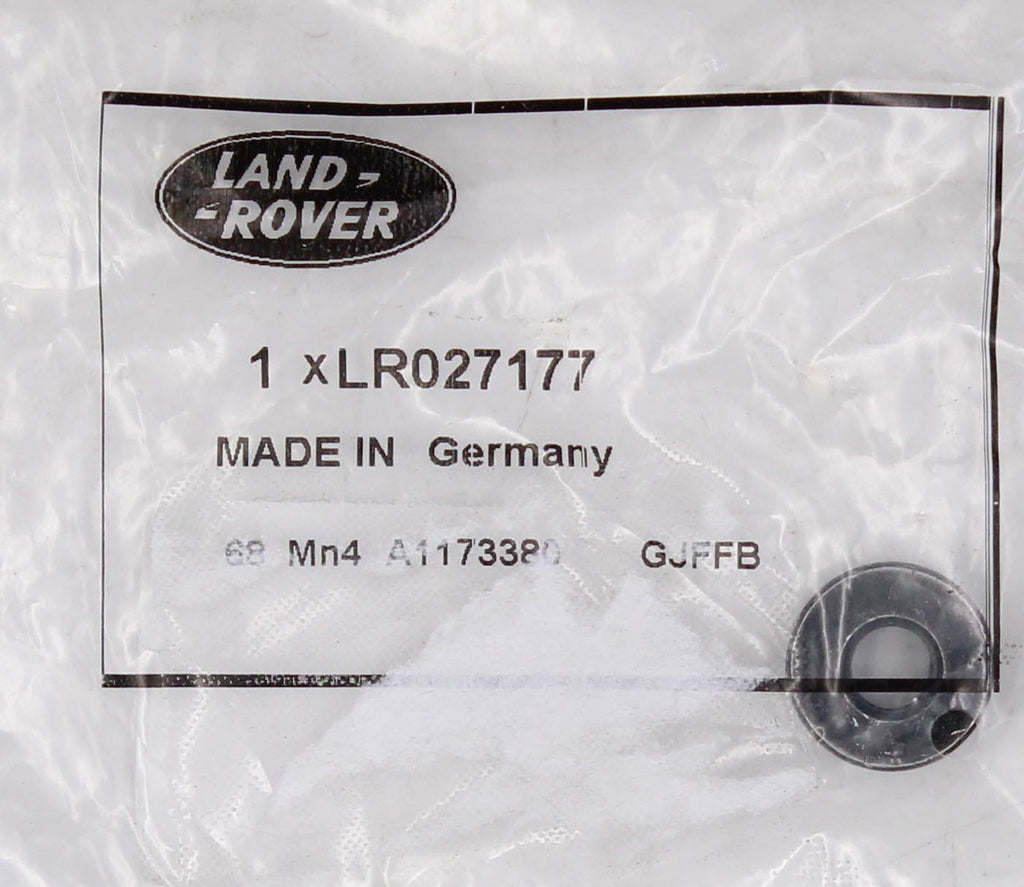 LAND -
- ROVER
1 xLR027177
MADE IN Germany
68 Mn4 A1173380 GJFFB